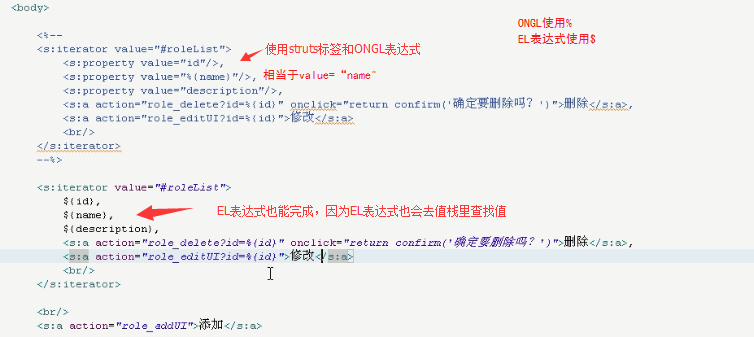 <body>
ONGL使用%
EL表达式使用$
<%--
<s:iterator value="#roleList">
使用struts标签和ONGL表达式
<s:property value="id"/>,
<s:property value="%(name)"/>, 相当于value=“name"
<s:property value="description"/>,
<s:a action="role_delete?id=%{id}" onclick="return confirm('确定要删除吗？')">删除</s:a>,
<s:a action="role_editUI?id=%{id}">修改</s:a>
<br/>
</s:iterator>
--%>
<s:iterator value="#roleList">
${id},
${name}, EL表达式也能完成，因为EL表达式也会去值栈里查找值
${description},
<s:a action="role_delete?id=%{id}" onclick="return confirm('确定要删除吗？')">删除</s:a>,
<s:a action="role_editUI?id=%{id}">修改</s:a>
<br/>
</s:iterator>
<br/>
<s:a action="role_addUI">添加</s:a>